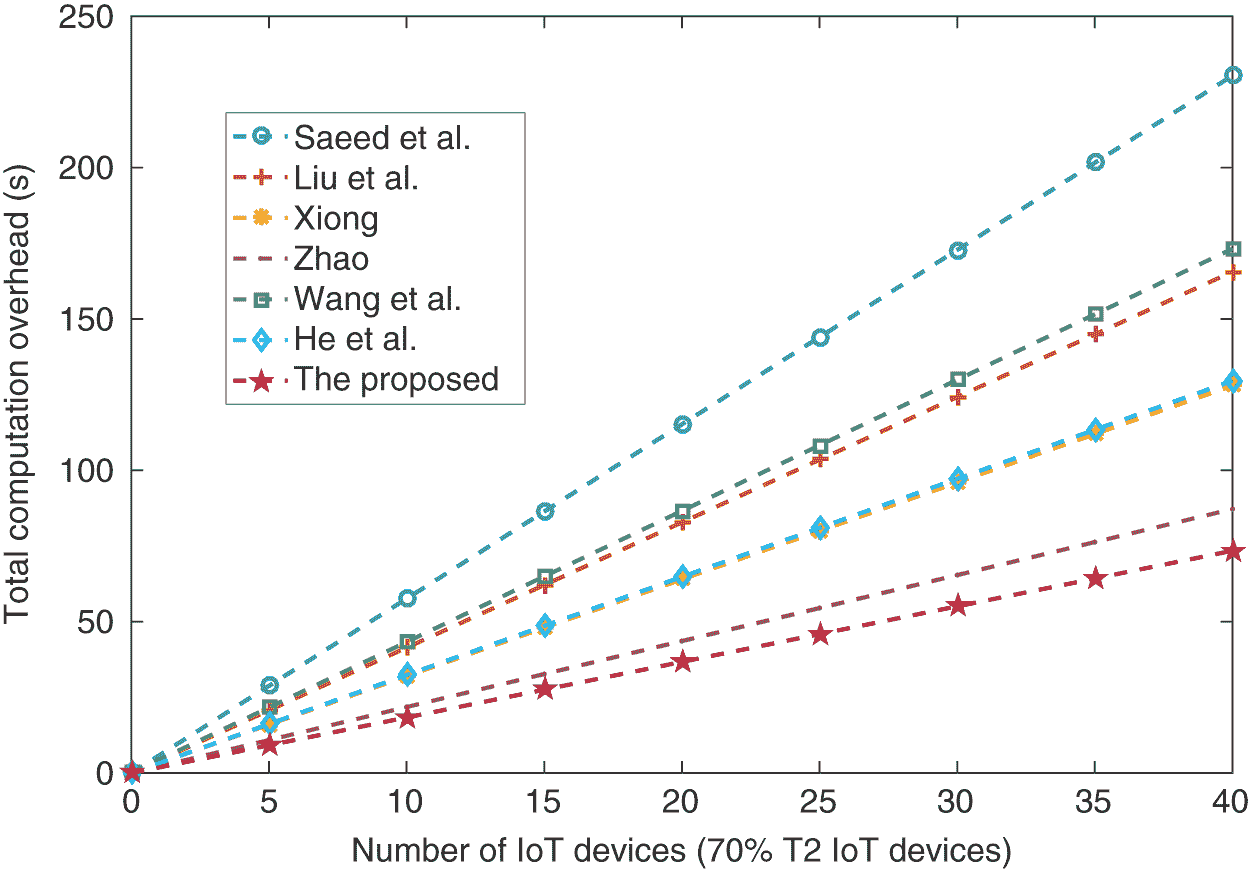 250
200
150
100
50
0
Total computation overhead (s)
Saeed et al.
Liu et al.
Xiong
Zhao
Wang et al.
He et al.
The proposed
0 5 10 15 20 25 30 35 40
Number of IoT devices (70% T2 IoT devices)